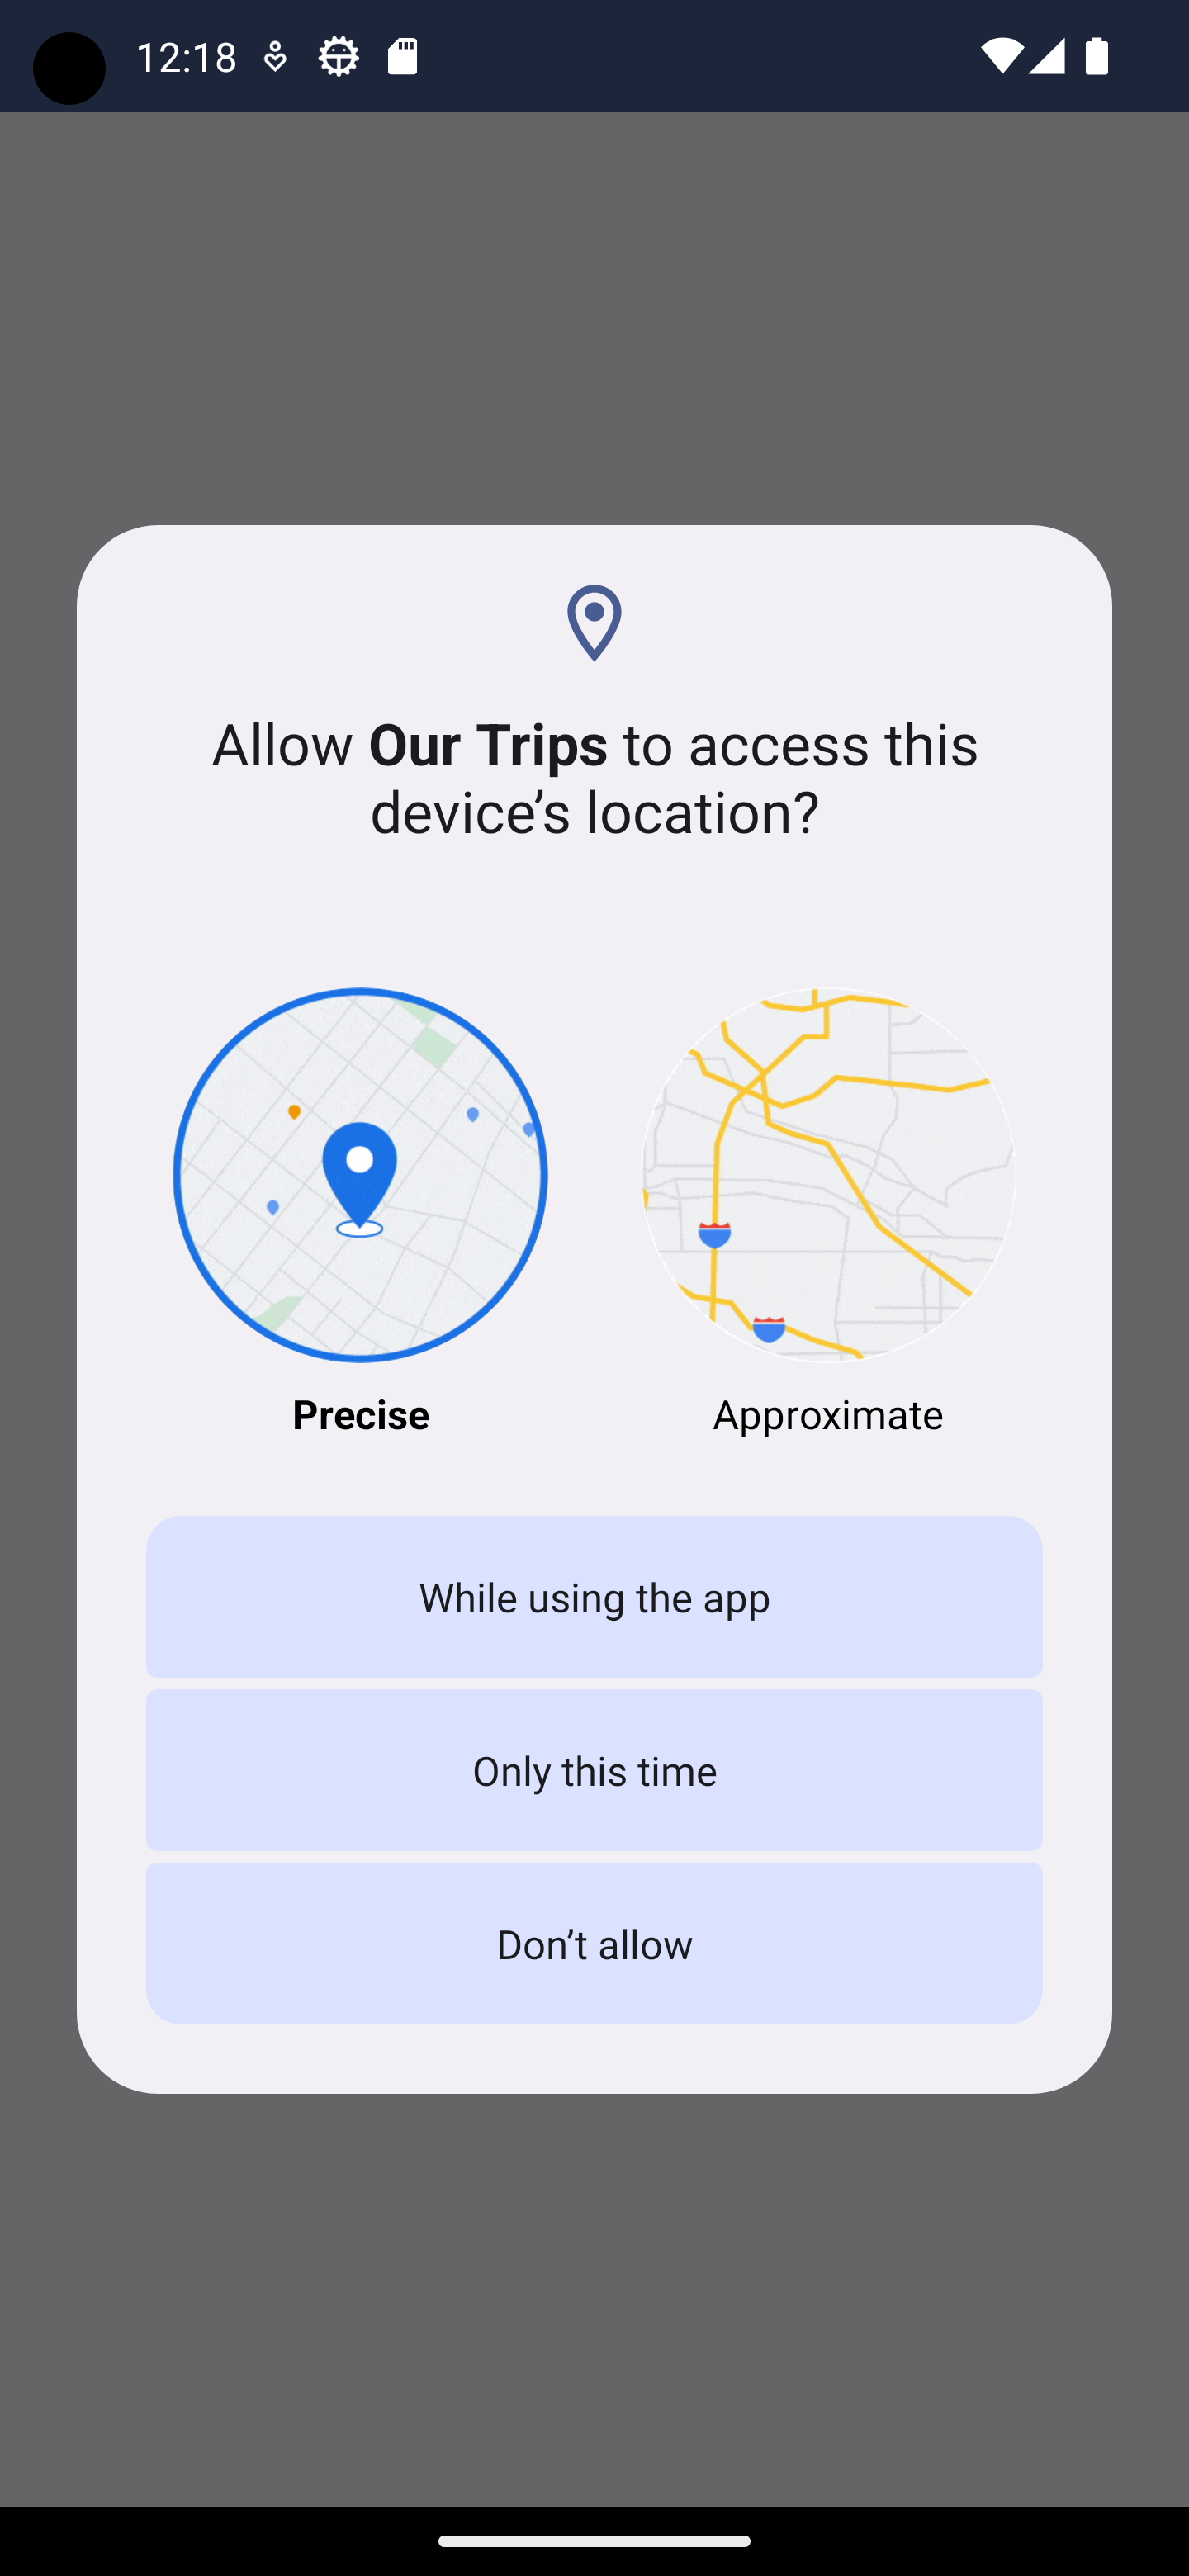 12:18
Allow Our Trips to access this
device’s location?
Precise
Approximate
While using the app
Only this time
Don’t allow